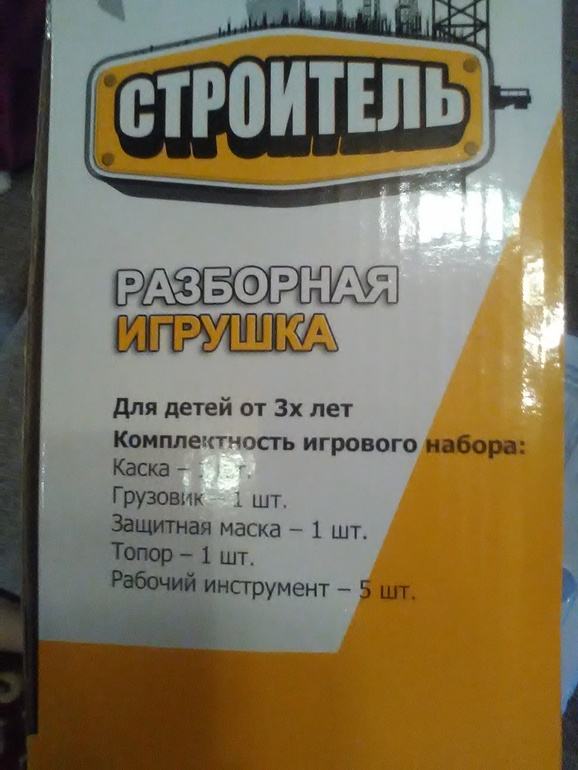 СТРОИТЕЛЬ
РАЗБОРНАЯ
ИГРУШКА
Для детей от 3х лет
Комплектность игрового набора:
Каска – шт.
Грузовик – 1 шт.
Защитная маска – 1 шт.
Топор – 1 шт.
Рабочий инструмент – 5 шт.